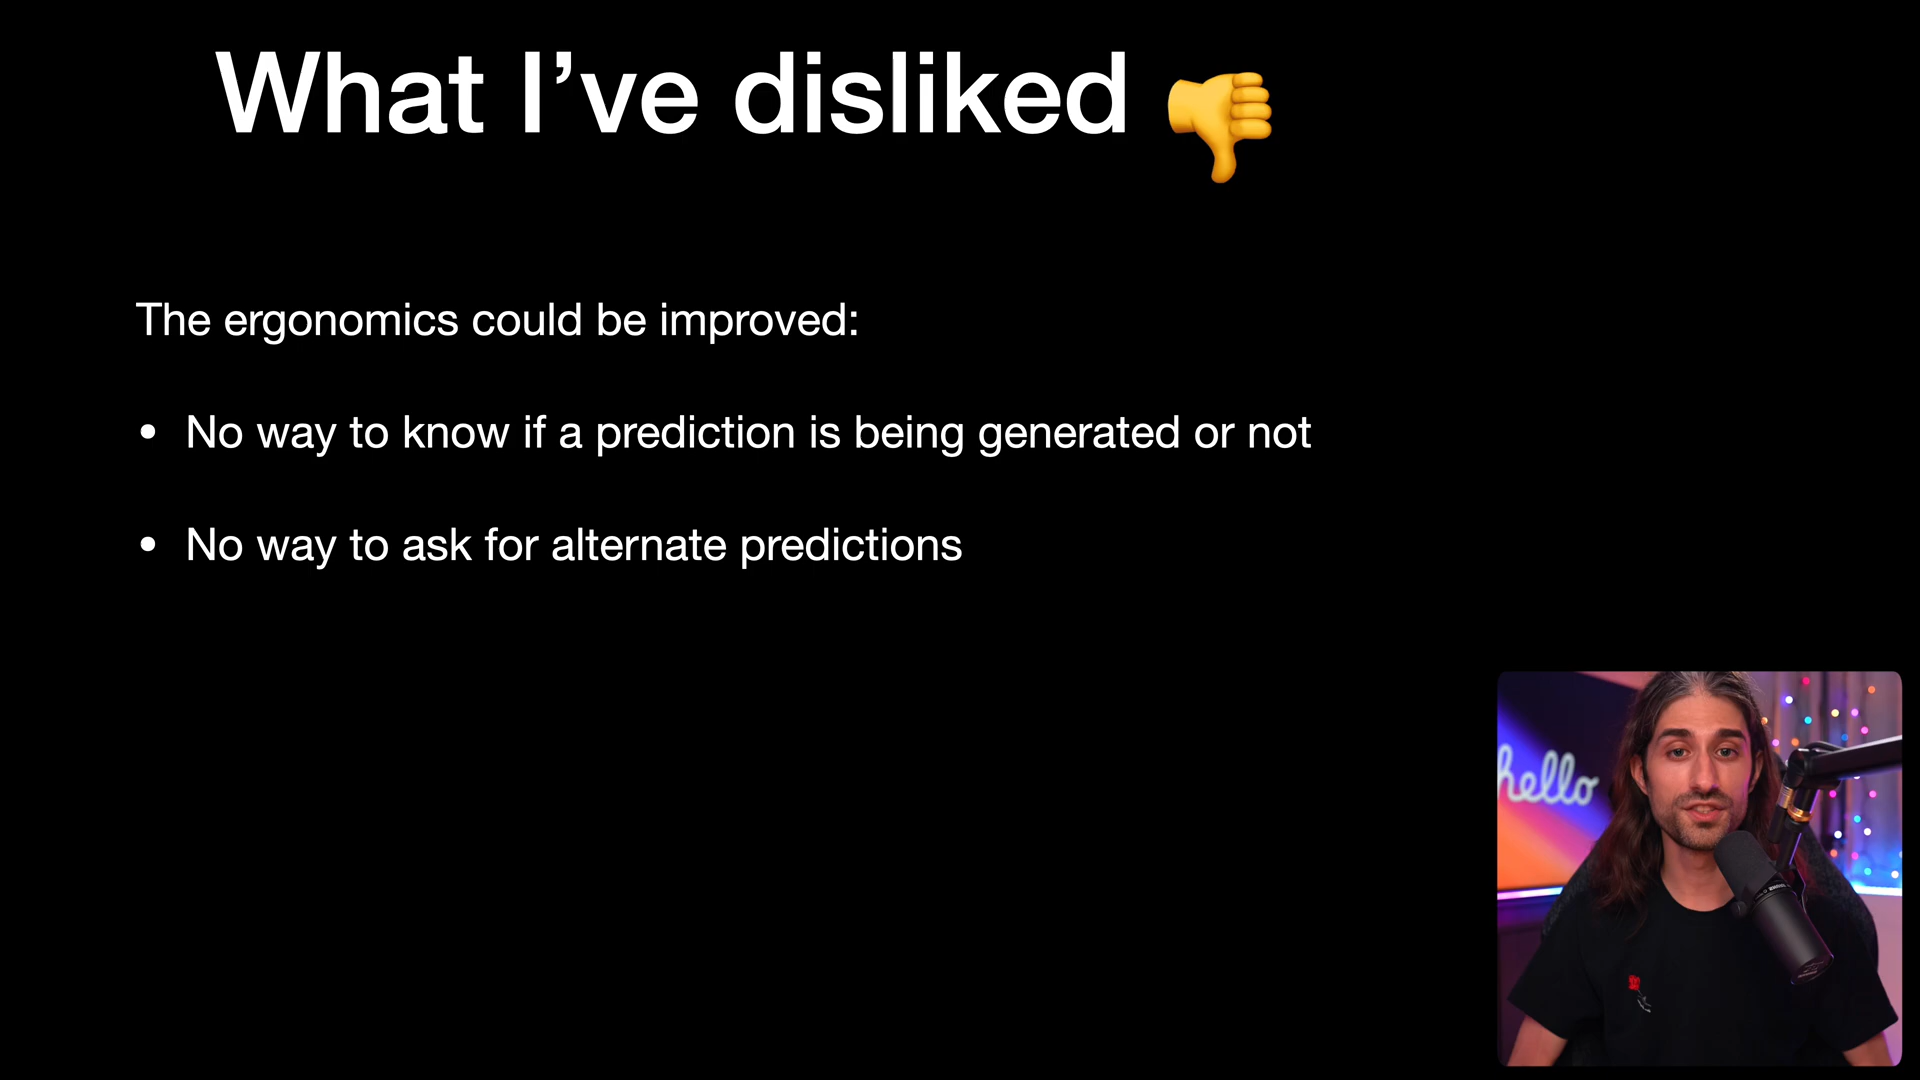 What I’ve disliked 👎
The ergonomics could be improved:
• No way to know if a prediction is being generated or not
• No way to ask for alternate predictions
hello